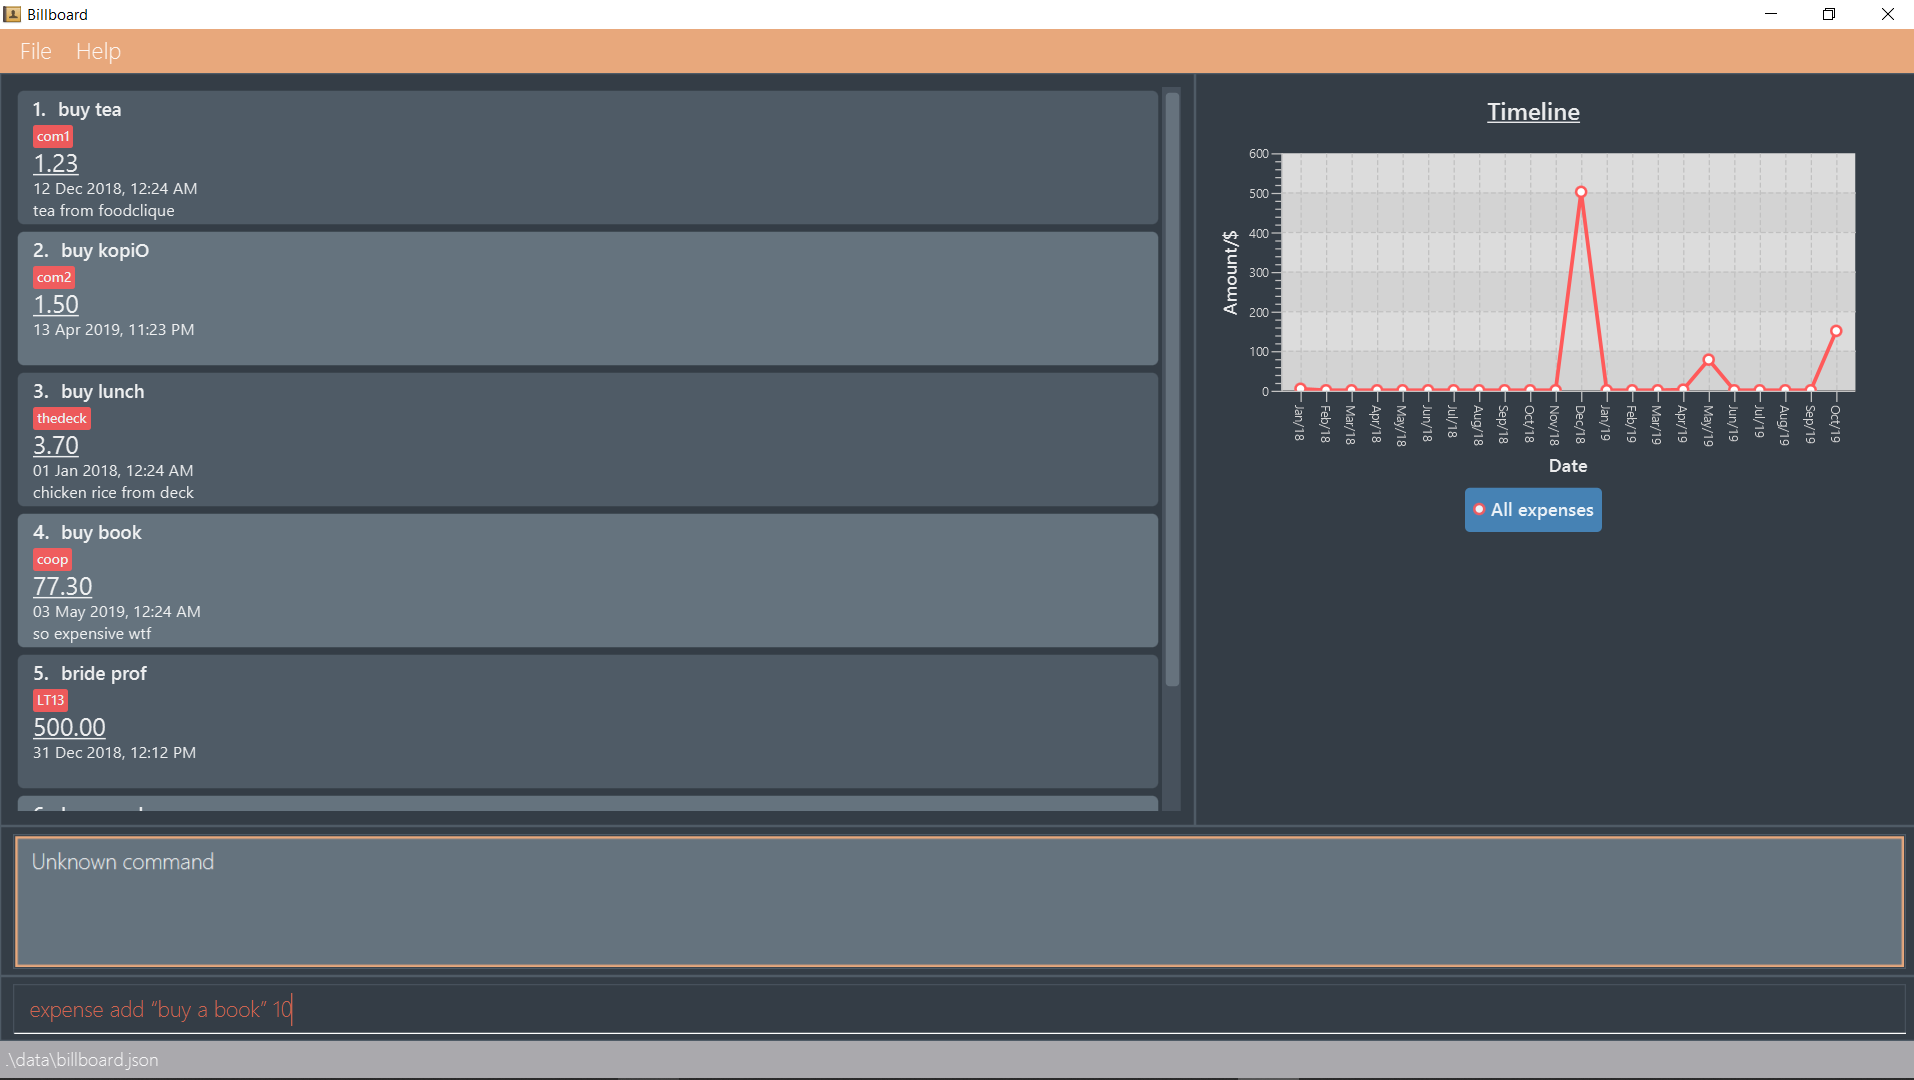 Billboard
File Help
1. buy tea
com1
1.23
12 Dec 2018, 12:24 AM
tea from foodclique
2. buy kopiO
com2
1.50
13 Apr 2019, 11:23 PM
3. buy lunch
thedeck
3.70
01 Jan 2018, 12:24 AM
chicken rice from deck
4. buy book
coop
77.30
03 May 2019, 12:24 AM
so expensive wtf
5. bride prof
LT13
500.00
31 Dec 2018, 12:12 PM
Timeline
Amount/$
600
500
400
300
200
100
0
Jan/18
Feb/18
Mar/18
Apr/18
May/18
Jun/18
Jul/18
Aug/18
Sep/18
Oct/18
Nov/18
Dec/18
Jan/19
Feb/19
Mar/19
Apr/19
May/19
Jun/19
Jul/19
Aug/19
Sep/19
Oct/19
Date
All expenses
Unknown command
expense add “buy a book” 10
.\data\billboard.json